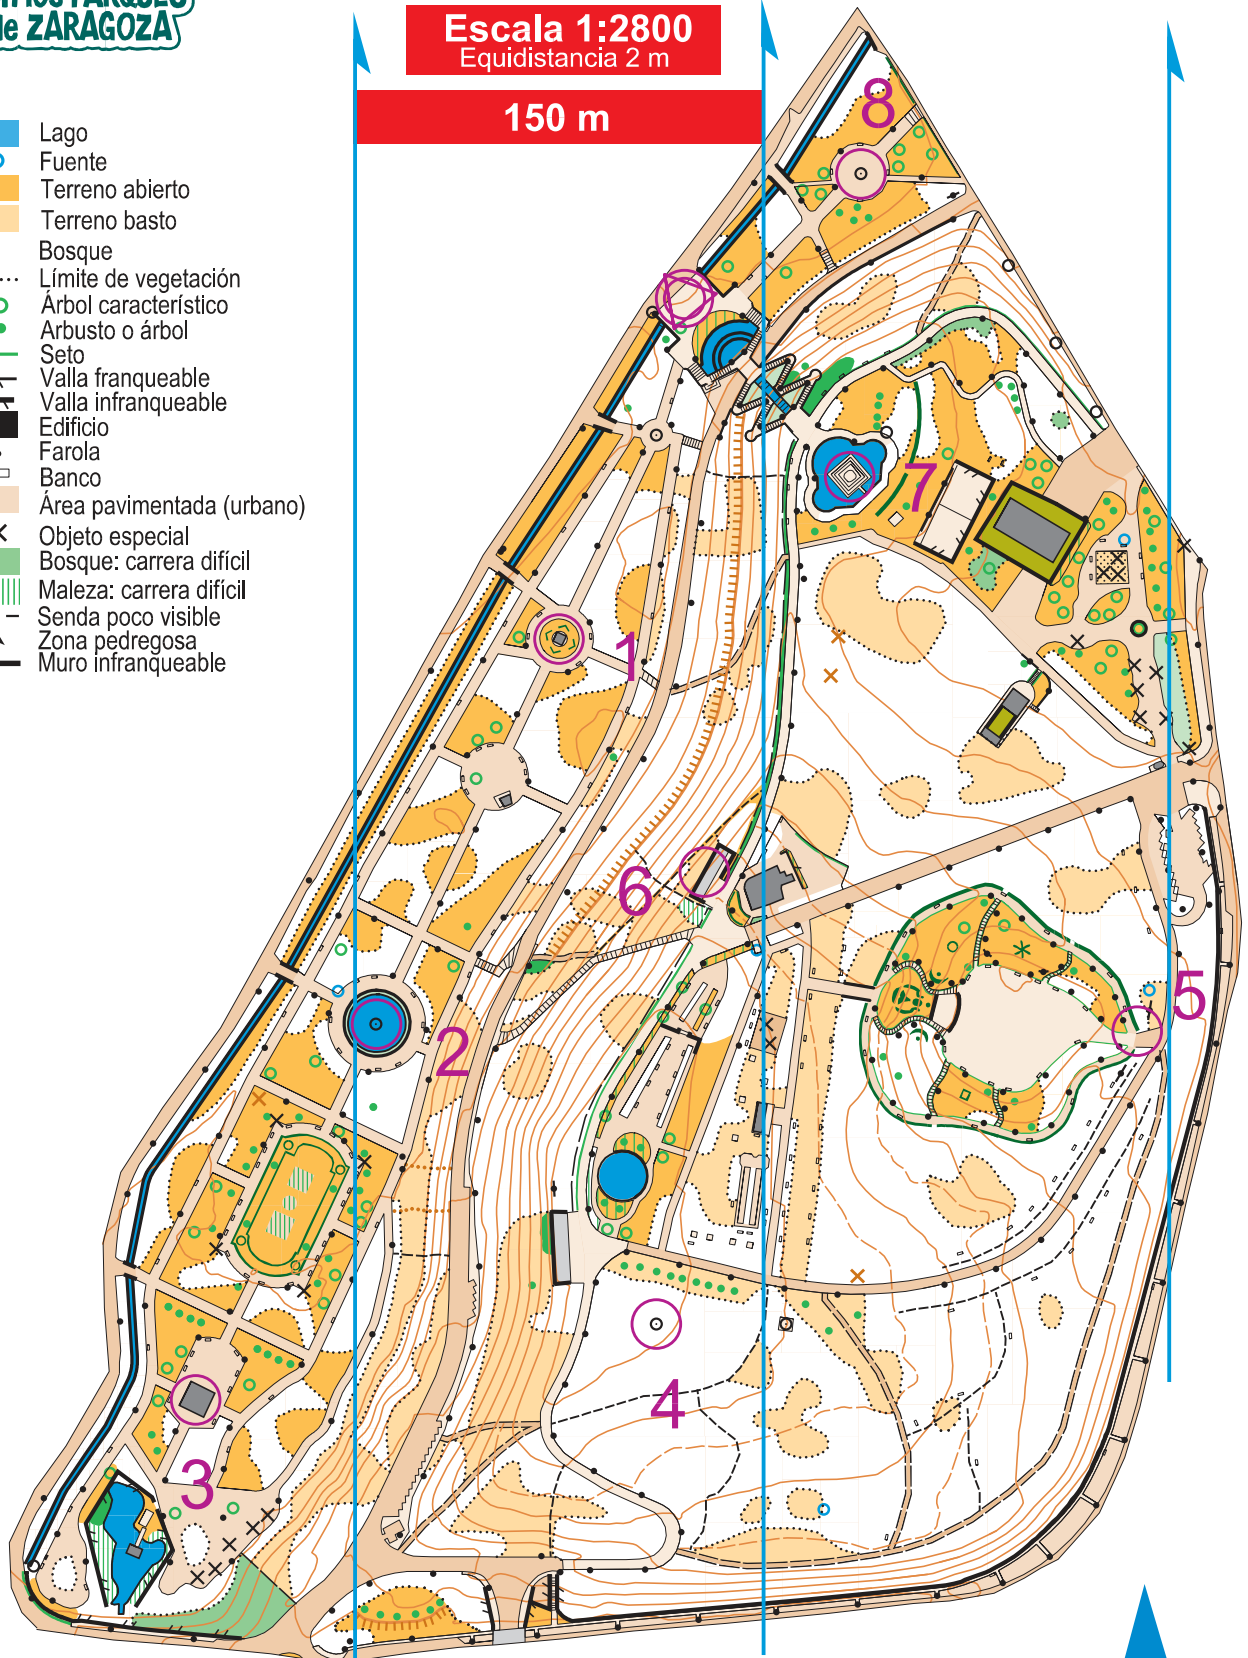 de ZARAGOZA
Escala 1:2800
Equidistancia 2 m
150 m
Lago
Fuente
Terreno abierto
Terreno basto
Bosque
Límite de vegetación
Árbol característico
Arbusto o árbol
Seto
Valla franqueable
Valla infranqueable
Edificio
Farola
Banco
Área pavimentada (urbano)
Objeto especial
Bosque: carrera difícil
Maleza: carrera difícil
Senda poco visible
Zona pedregosa
Muro infranqueable
8
7
1
6
5
2
4
3